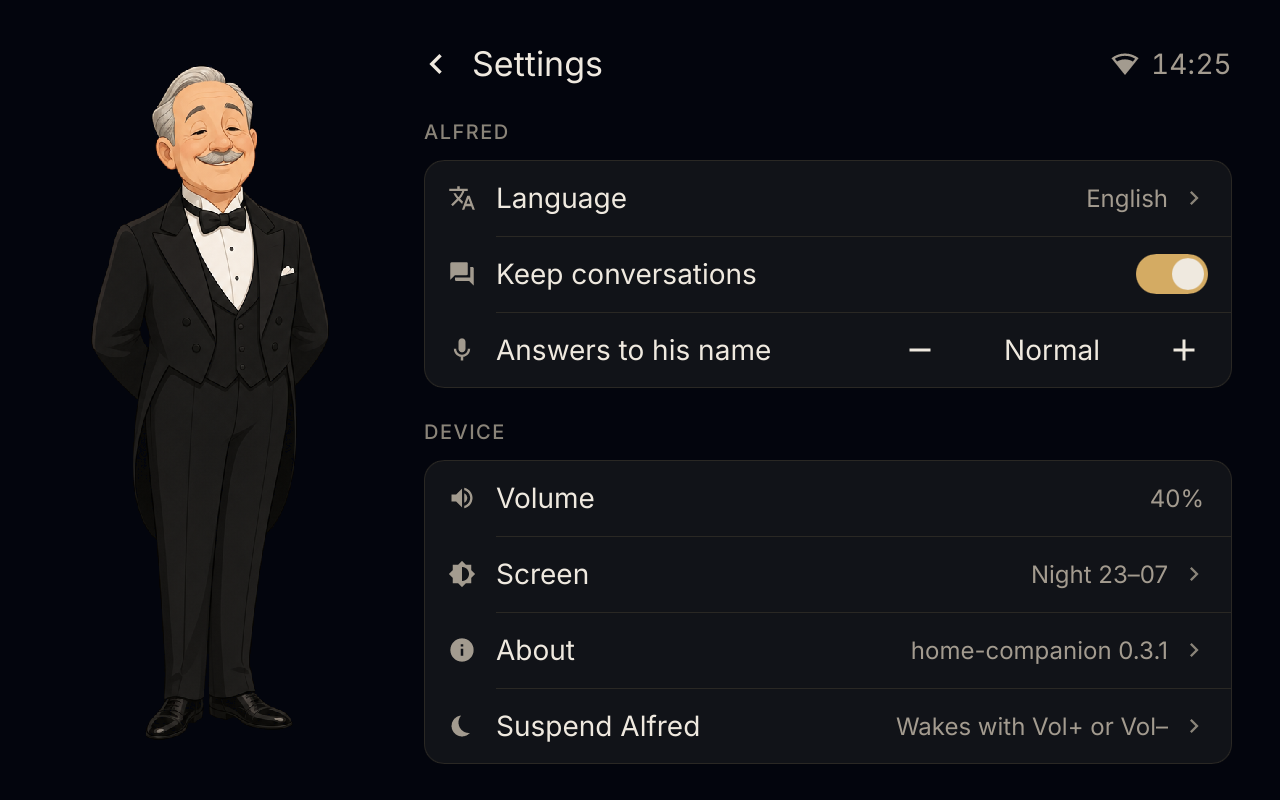 Settings
14:25
ALFRED
Language
English
Keep conversations
Answers to his name
Normal
DEVICE
Volume
40%
Screen
Night 23–07
About
home-companion 0.3.1
Suspend Alfred
Wakes with Vol+ or Vol–